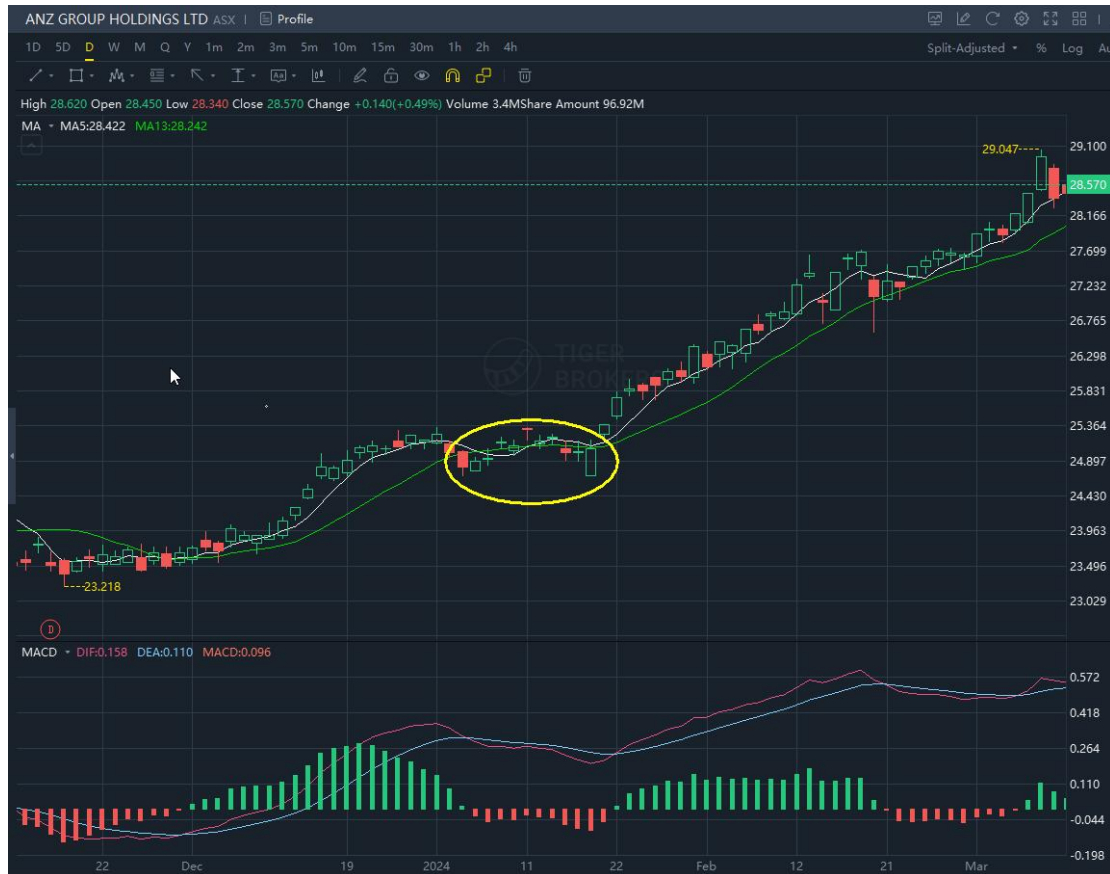 ANZ GROUP HOLDINGS LTD ASX Profile
1D 5D D W M Q Y 1m 2m 3m 5m 10m 15m 30m 1h 2h 4h Split-Adjusted % Log Au
High 28.620 Open 28.450 Low 28.340 Close 28.570 Change +0.140(+0.49%) Volume 3.4MShare Amount 96.92M
MA MA5:28.422 MA13:28.242
29.047
29.100
28.570
28.166
27.699
27.232
26.765
TIGER
BROKERS
26.298
25.831
25.364
24.897
24.430
23.963
23.496
23.218
23.029
D
MACD DIF:0.158 DEA:0.110 MACD:0.096
0.572
0.418
0.264
0.110
-0.044
-0.198
22 Dec 19 2024 11 22 Feb 12 21 Mar